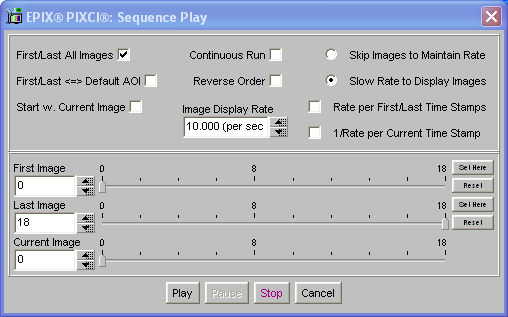 EPIX® PIXCI®: Sequence Play
First/Last All Images Continuous Run Skip Images to Maintain Rate
First/Last <=> Default AOI Reverse Order Slow Rate to Display Images
Start w. Current Image Image Display Rate Rate per First/Last Time Stamps
10.000 (per sec 1/Rate per Current Time Stamp
First Image 0 8 18 Set Here
0 Reset
Last Image 0 8 18 Set Here
18 Reset
Current Image 0 8 18
0
Play Pause Stop Cancel